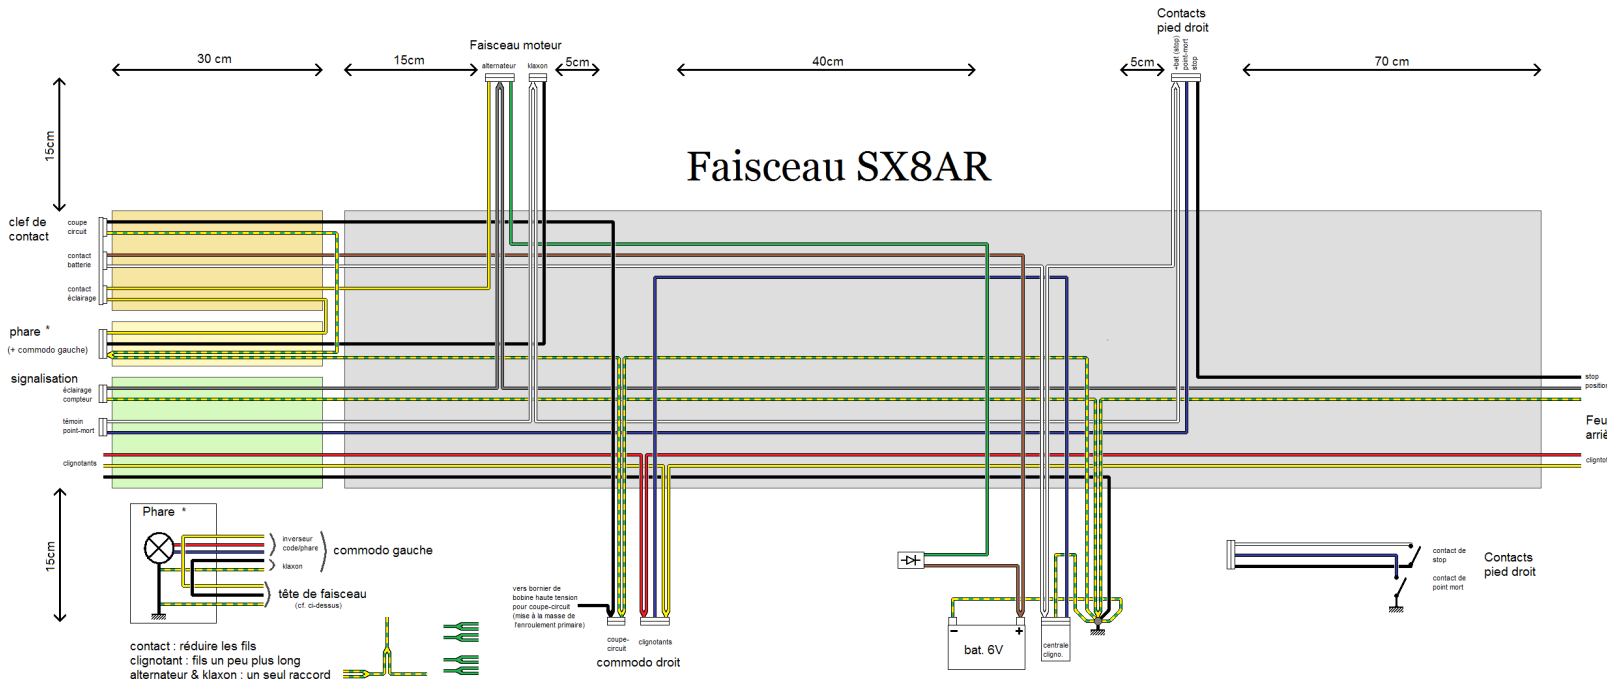 Contacts
pied droit
Faisceau moteur
30 cm
15cm
alternateur
klaxon
5cm
40cm
5cm
+bat (stop)
point-mort
stop
70 cm
15cm
Faisceau SX8AR
clef de
contact
coupe
circuit
contact
batterie
contact
éclairage
phare *
(+ commodo gauche)
signalisation
éclairage
compteur
témoin
point-mort
clignotants
stop
position
Feu
arriè
cligno
15cm
Phare *
inverseur
code/phare
klaxon
commodo gauche
tête de faisceau
(cf. ci-dessus)
contact : réduire les fils
clignotant : fils un peu plus long
alternateur & klaxon : un seul raccord
vers bornier de
bobine haute tension
pour coupe-circuit
(mise à la masse de
l'enroulement primaire)
coupe-
circuit
clignotants
commodo droit
bat. 6V
centrale
cligno.
contact de
stop
contact de
point mort
Contacts
pied droit